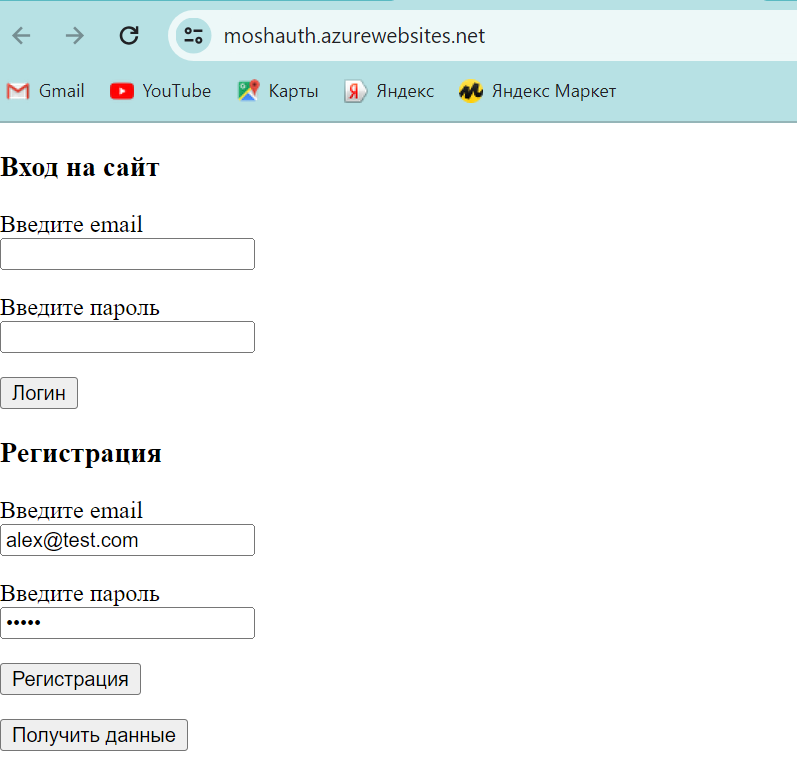 moshauth.azurewebsites.net
Gmail YouTube Карты Яндекс Яндекс Маркет
Вход на сайт
Введите email
Введите пароль
Логин
Регистрация
Введите email
alex@test.com
Введите пароль
•••••
Регистрация
Получить данные